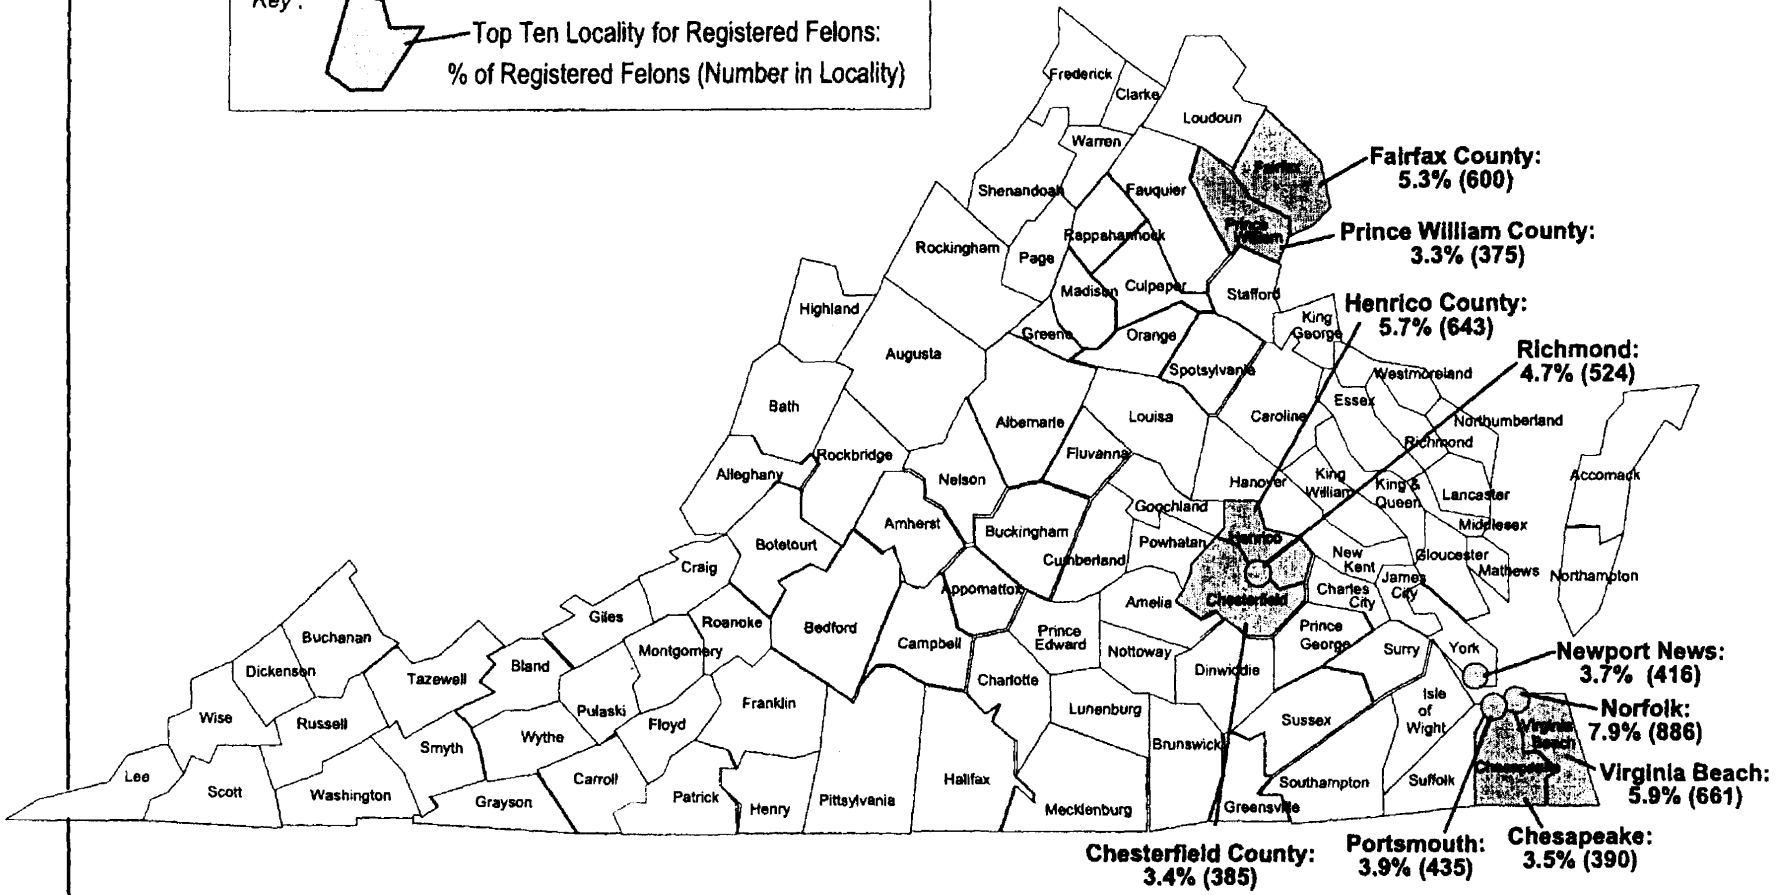 Key :
Top Ten Locality for Registered Felons:
% of Registered Felons (Number in Locality)
Frederick
Clarke
Loudoun
Warren
Fairfax
Fairfax County:
5.3% (600)
Shenandoah
Fauquier
Prince
William
Prince William County:
3.3% (375)
Rappahannock
Rockingham
Page
Madison
Culpeper
Stafford
Highland
Henrico County:
5.7% (643)
King
George
Greene
Orange
Augusta
Spotsylvania
Richmond:
4.7% (524)
Westmoreland
Essex
Bath
Albemarle
Louisa
Caroline
Northumberland
Richmond
Rockbridge
Fluvanna
Alleghany
Nelson
Hanover
King
William
King &
Queen
Lancaster
Accomack
Goochland
Middlesex
Amherst
Buckingham
Powhatan
Henrico
Botetourt
Cumberland
New
Kent
Gloucester
Mathews
Craig
Northampton
Appomattox
Amelia
Chesterfield
Charles
City
James
City
Giles
Roanoke
Bedford
Campbell
Prince
Edward
Prince
George
Buchanan
Montgomery
Nottoway
Surry
York
Newport News:
3.7% (416)
Dickenson
Bland
Tazewell
Charlotte
Dinwiddie
Isle
of
Wight
Wise
Russell
Pulaski
Floyd
Franklin
Lunenburg
Sussex
Norfolk:
7.9% (886)
Smyth
Wythe
Brunswick
Virginia
Beach
Chesapeake
Virginia Beach:
5.9% (661)
Lee
Scott
Washington
Grayson
Carroll
Patrick
Henry
Pittsylvania
Halifax
Mecklenburg
Greensville
Southampton
Suffolk
Chesterfield County:
3.4% (385)
Portsmouth:
3.9% (435)
Chesapeake:
3.5% (390)